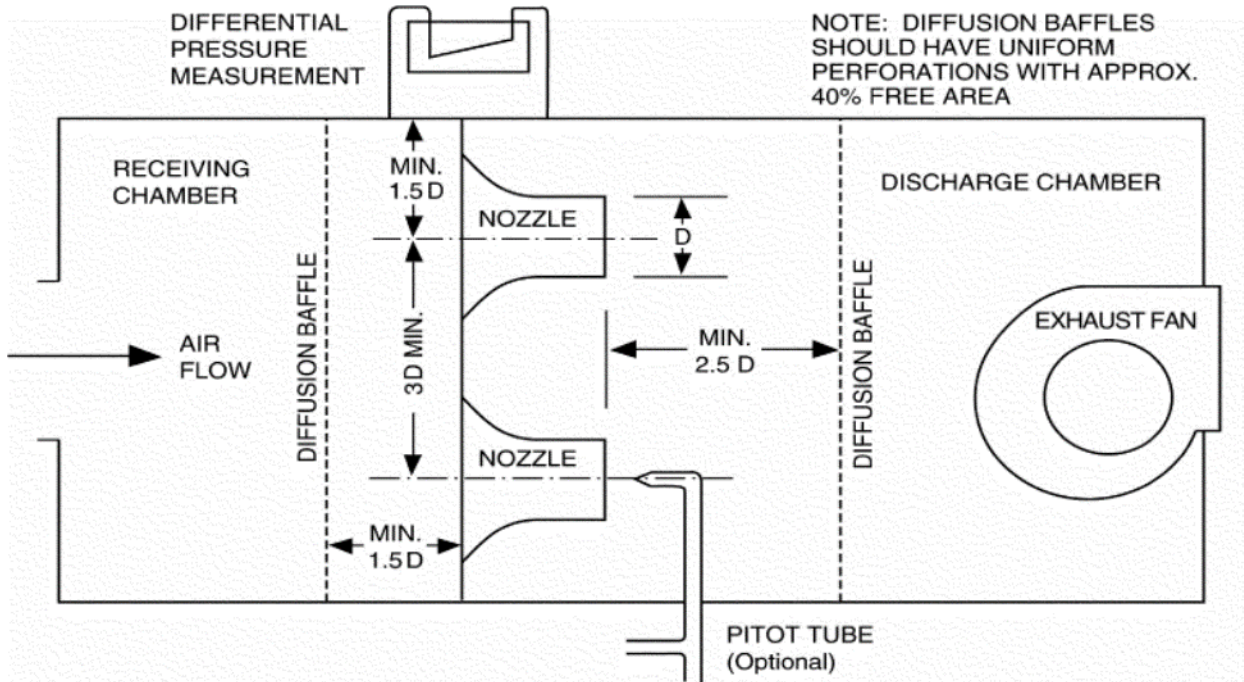 DIFFERENTIAL
PRESSURE
MEASUREMENT
NOTE: DIFFUSION BAFFLES
SHOULD HAVE UNIFORM
PERFORATIONS WITH APPROX.
40% FREE AREA
RECEIVING
CHAMBER
MIN.
1.5 D
DISCHARGE CHAMBER
NOZZLE
D
DIFFUSION BAFFLE
3D MIN.
AIR
FLOW
MIN.
2.5 D
DIFFUSION BAFFLE
EXHAUST FAN
NOZZLE
MIN.
1.5 D
PITOT TUBE
(Optional)